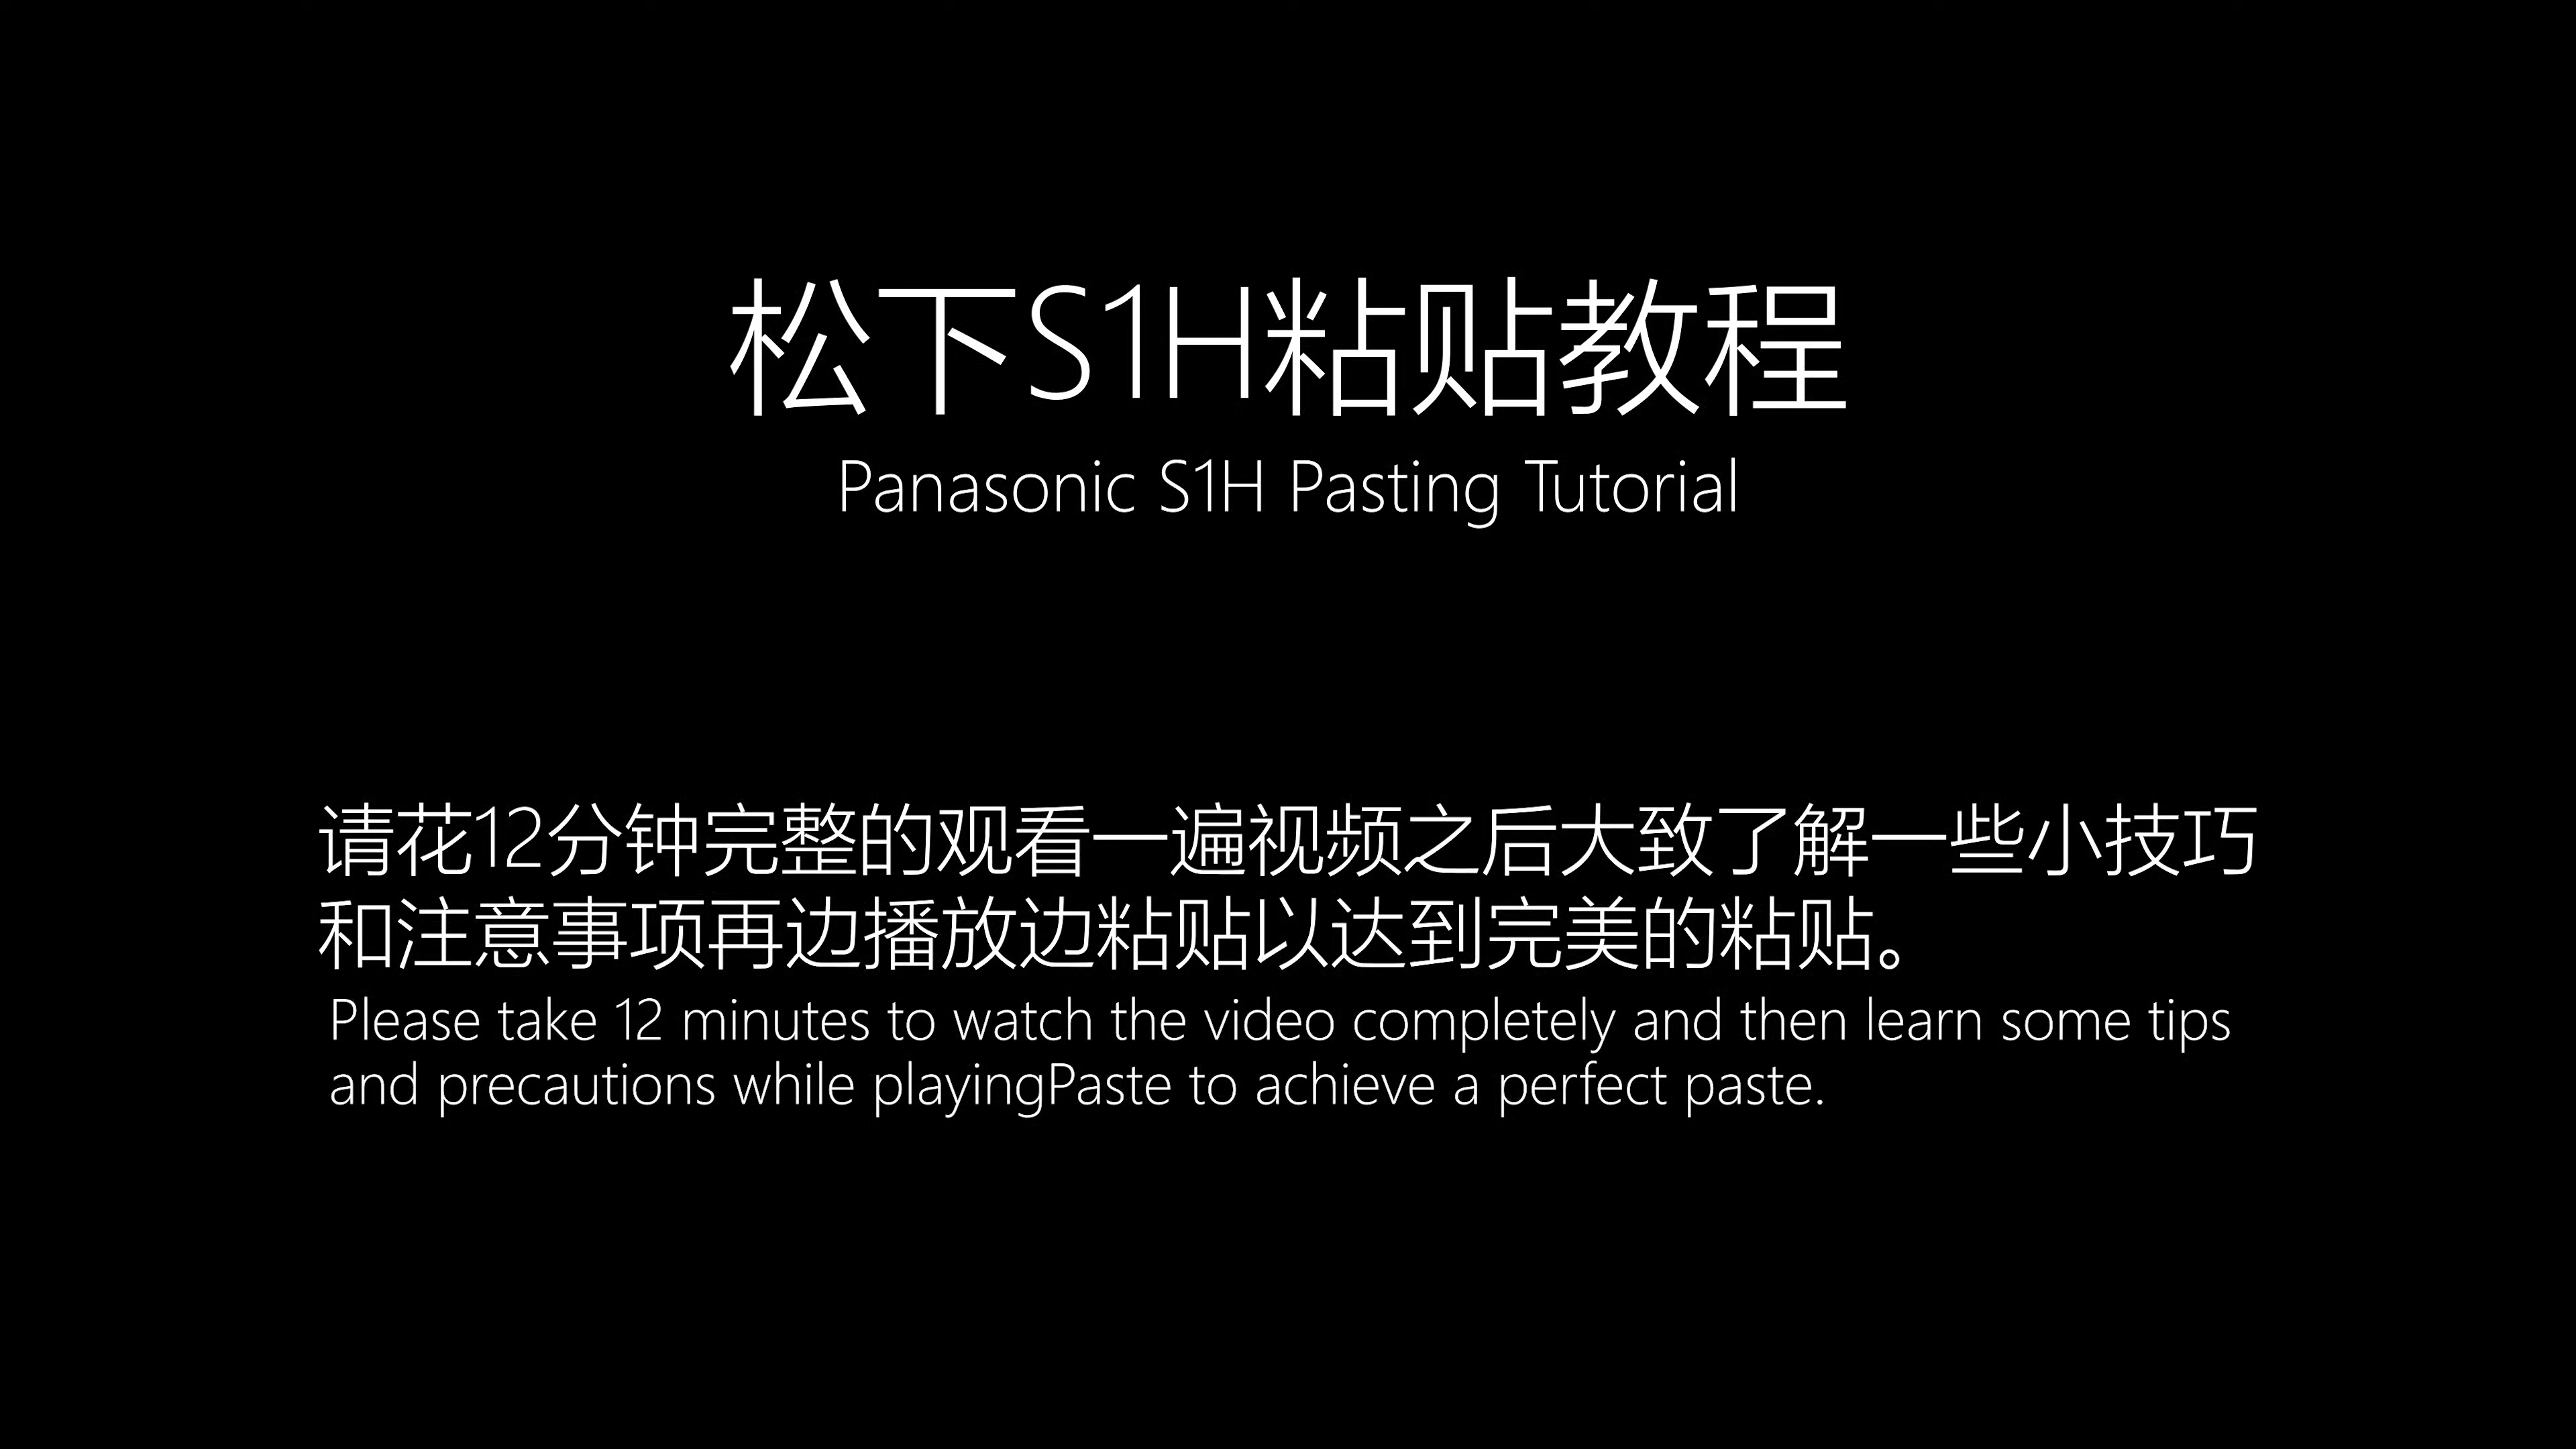 松下S1H粘贴教程
Panasonic S1H Pasting Tutorial
请花12分钟完整的观看一遍视频之后大致了解一些小技巧
和注意事项再边播放边粘贴以达到完美的粘贴。
Please take 12 minutes to watch the video completely and then learn some tips
and precautions while playingPaste to achieve a perfect paste.